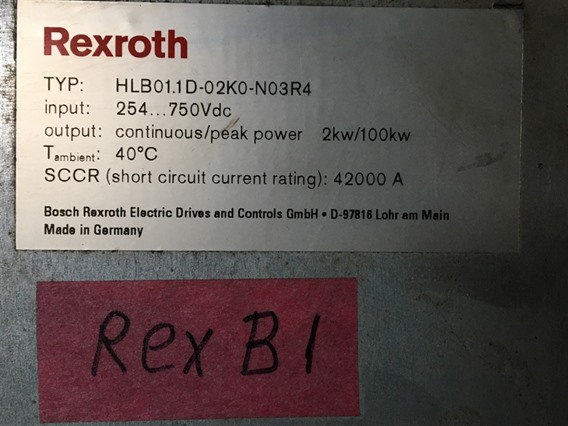 Rexroth
TYP: HLB01.1D-02K0-N03R4
input: 254...750Vdc
output: continuous/peak power 2kw/100kw
Tambient: 40°C
SCCR (short circuit current rating): 42000 A
Bosch Rexroth Electric Drives and Controls GmbH • D-97816 Lohr am Main
Made in Germany
Rex B1